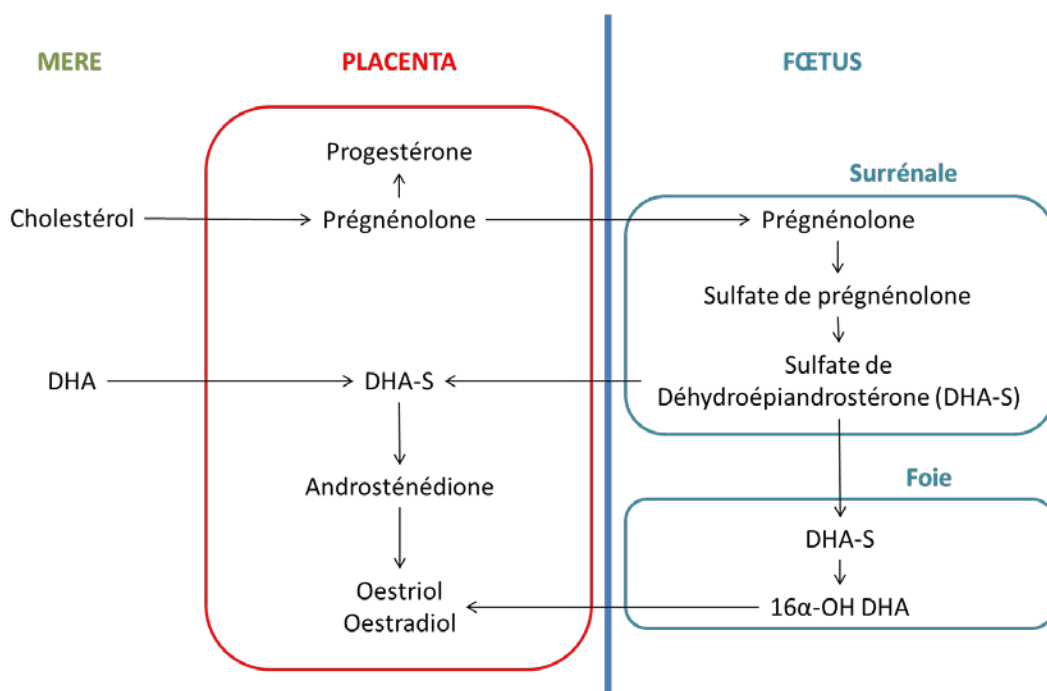 MERE
PLACENTA
FŒTUS
Progestérone
Surrénale
Cholestérol
Prégnénolone
Prégnénolone
Sulfate de prégnénolone
DHA
DHA-S
Sulfate de
Déhydroépiandrostérone (DHA-S)
Androsténédione
Foie
DHA-S
Oestriol
Oestradiol
16α-OH DHA